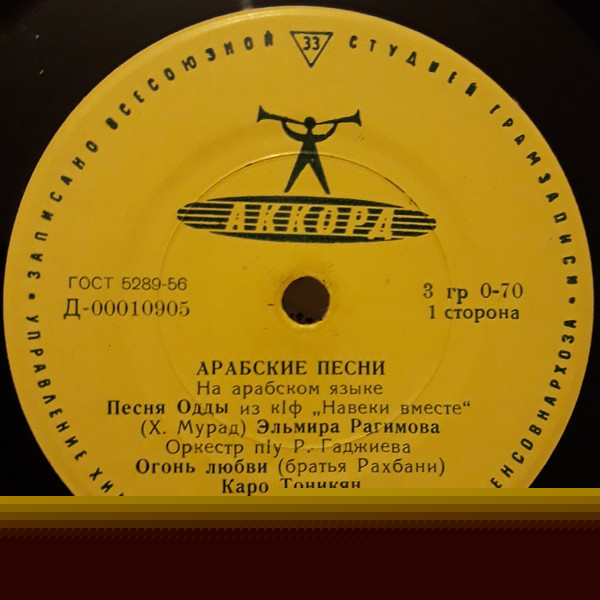 ЗАПИСАНО ВСЕСОЮЗНОЙ СТУДИЕЙ ГРАМЗАПИСИ
33
АККОРД
ГОСТ 5289-56
Д-00010905
3 гр 0-70
1 сторона
АРАБСКИЕ ПЕСНИ
На арабском языке
Песня Одды из к/ф „Навеки вместе“
(Х. Мурад) Эльмира Рагимова
Оркестр п/у Р. Гаджиева
Огонь любви (братья Рахбани)
Каро Тоникян
УПРАВЛЕНИЕ